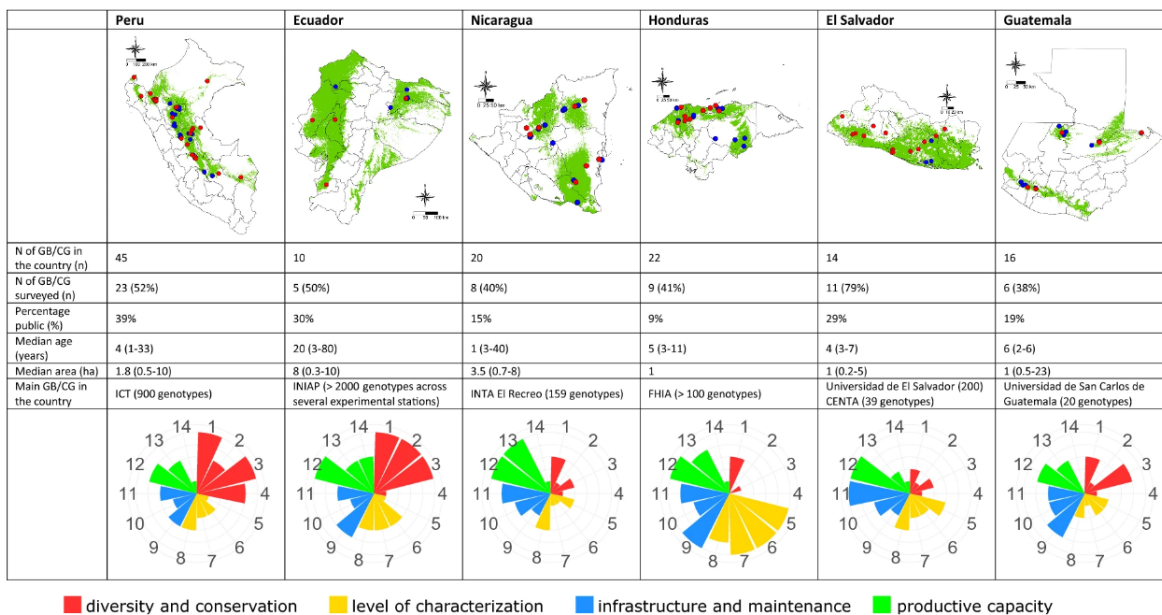 Peru Ecuador Nicaragua Honduras El Salvador Guatemala
N of GB/CG in the country (n) 45 10 20 22 14 16
N of GB/CG surveyed (n) 23 (52%) 5 (50%) 8 (40%) 9 (41%) 11 (79%) 6 (38%)
Percentage public (%) 39% 30% 15% 9% 29% 19%
Median age (years) 4 (1-33) 20 (3-80) 1 (3-40) 5 (3-11) 4 (3-7) 6 (2-6)
Median area (ha) 1.8 (0.5-10) 8 (0.3-10) 3.5 (0.7-8) 1 1 (0.2-5) 1 (0.5-23)
Main GB/CG in the country ICT (900 genotypes) INIAP (> 2000 genotypes across several experimental stations) INTA El Recreo (159 genotypes) FHIA (> 100 genotypes) Universidad de El Salvador (200) CENTA (39 genotypes) Universidad de San Carlos de Guatemala (20 genotypes)
1 2 3 4 5 6 7 8 9 10 11 12 13 14
1 2 3 4 5 6 7 8 9 10 11 12 13 14
1 2 3 4 5 6 7 8 9 10 11 12 13 14
1 2 3 4 5 6 7 8 9 10 11 12 13 14
1 2 3 4 5 6 7 8 9 10 11 12 13 14
1 2 3 4 5 6 7 8 9 10 11 12 13 14
diversity and conservation level of characterization infrastructure and maintenance productive capacity